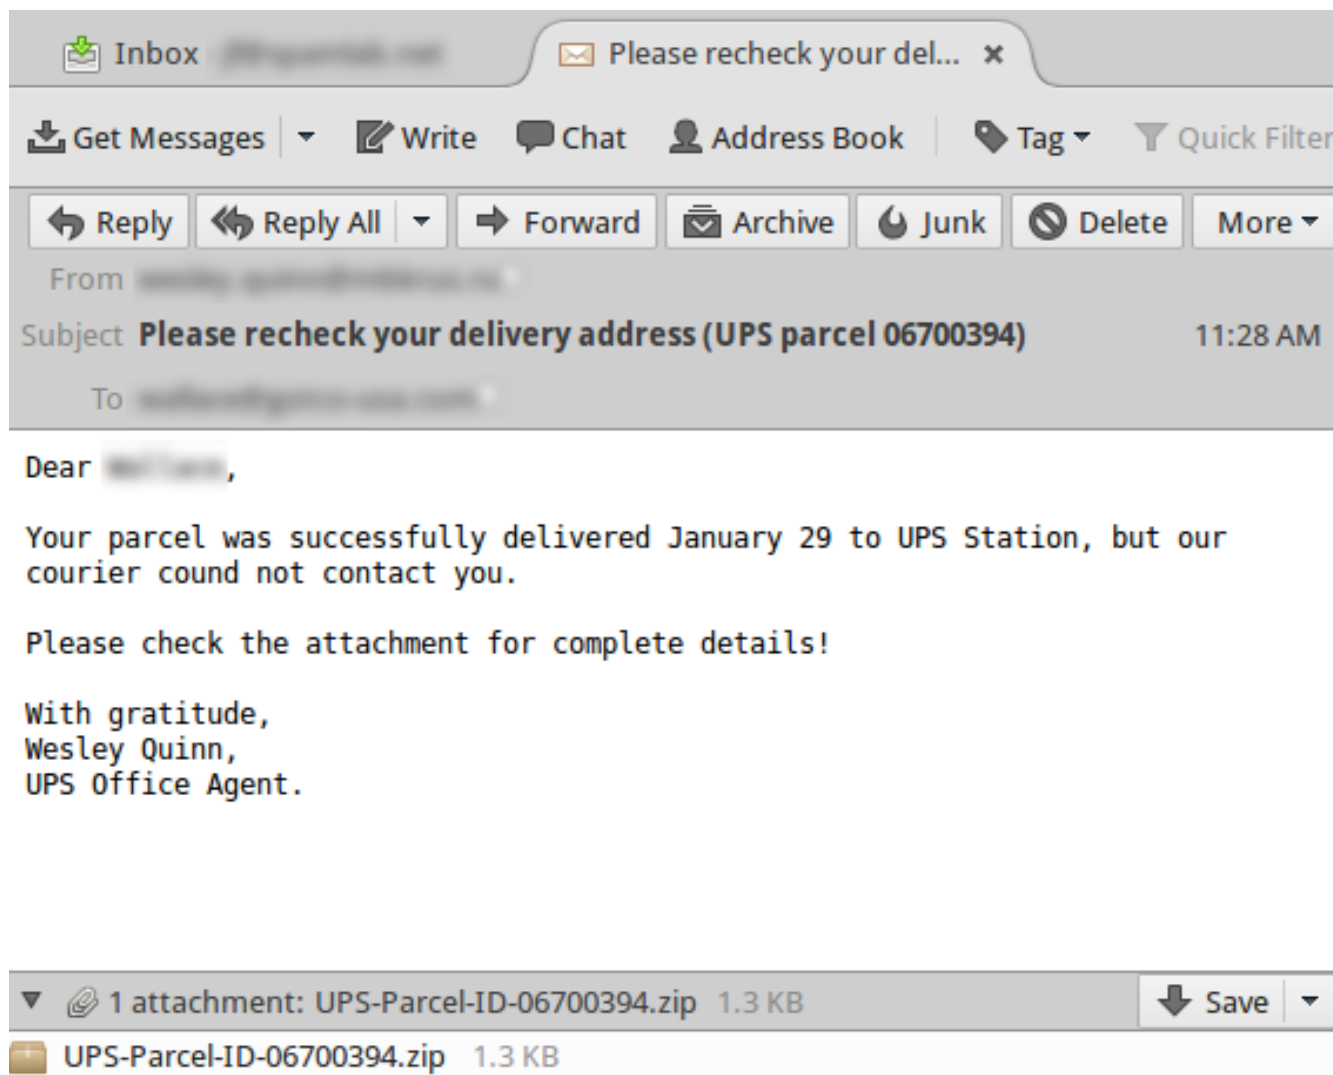 Inbox
Please recheck your del...
Get Messages
Write
Chat
Address Book
Tag
Quick Filter
Reply
Reply All
Forward
Archive
Junk
Delete
More
From
Subject Please recheck your delivery address (UPS parcel 06700394) 11:28 AM
To
Dear ,
Your parcel was successfully delivered January 29 to UPS Station, but our
courier cound not contact you.
Please check the attachment for complete details!
With gratitude,
Wesley Quinn,
UPS Office Agent.
1 attachment: UPS-Parcel-ID-06700394.zip 1.3 KB
Save
UPS-Parcel-ID-06700394.zip 1.3 KB